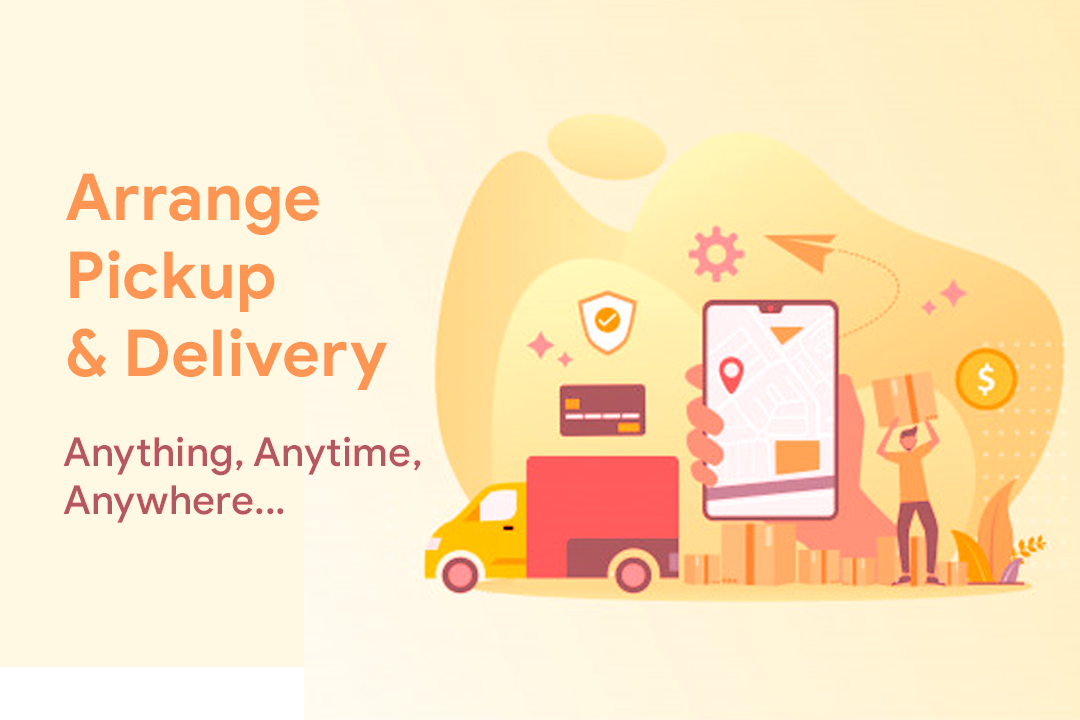 Arrange
Pickup
& Delivery
Anything, Anytime,
Anywhere...
$